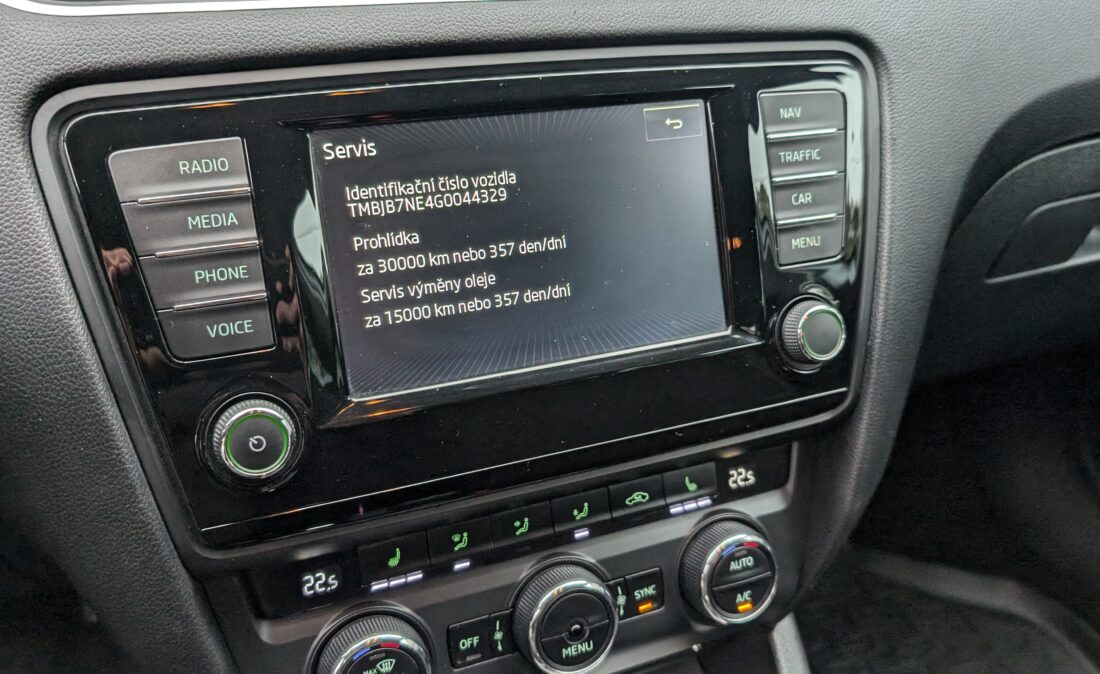 Servis
Identifikační číslo vozidla
TMBJB7NE4G0044329
Prohlídka
za 30000 km nebo 357 den/dní
Servis výměny oleje
za 15000 km nebo 357 den/dní
RADIO
MEDIA
PHONE
VOICE
NAV
TRAFFIC
CAR
MENU
22.5
22.5
OFF
MENU
SYNC
AUTO
A/C
MAX